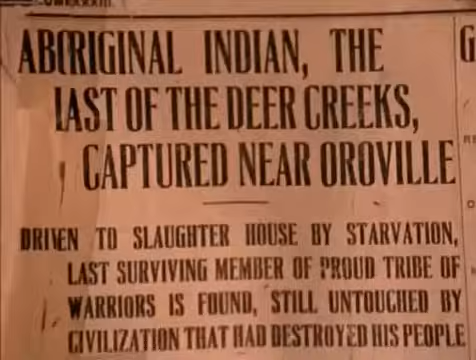 ABORIGINAL INDIAN, THE
LAST OF THE DEER CREEKS,
CAPTURED NEAR OROVILLE
DRIVEN TO SLAUGHTER HOUSE BY STARVATION,
LAST SURVIVING MEMBER OF PROUD TRIBE OF
WARRIORS IS FOUND, STILL UNTOUCHED BY
CIVILIZATION THAT HAD DESTROYED HIS PEOPLE